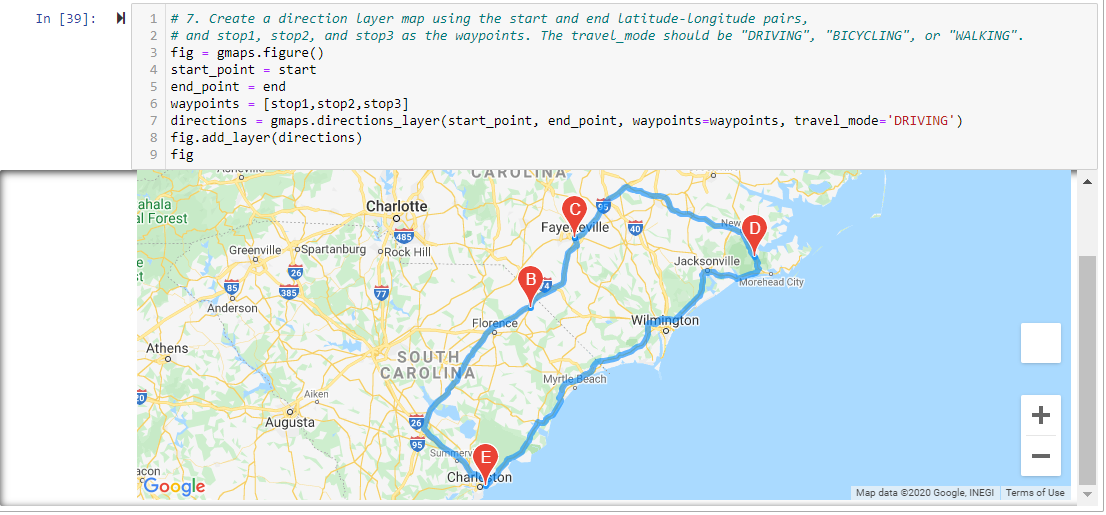 In [39]:
1 # 7. Create a direction layer map using the start and end latitude-longitude pairs,
2 # and stop1, stop2, and stop3 as the waypoints. The travel_mode should be "DRIVING", "BICYCLING", or "WALKING".
3 fig = gmaps.figure()
4 start_point = start
5 end_point = end
6 waypoints = [stop1,stop2,stop3]
7 directions = gmaps.directions_layer(start_point, end_point, waypoints=waypoints, travel_mode='DRIVING')
8 fig.add_layer(directions)
9 fig
CAROLINA
ahala
al Forest
Charlotte
C
95
Faye eville
40
New
D
485
Greenville
Spartanburg
Rock Hill
Jacksonville
e
st
26
85
385
77
B
Morehead City
Anderson
Florence
Wilmington
Athens
SOUTH
CAROLINA
Myrtle Beach
Aiken
20
Augusta
26
95
Summerv
E
acon
Charleston
Google
Map data ©2020 Google, INEGI
Terms of Use